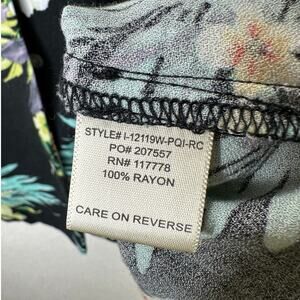 STYLE# I-12119W-PQI-RC
PO# 207557
RN# 117778
100% RAYON
CARE ON REVERSE